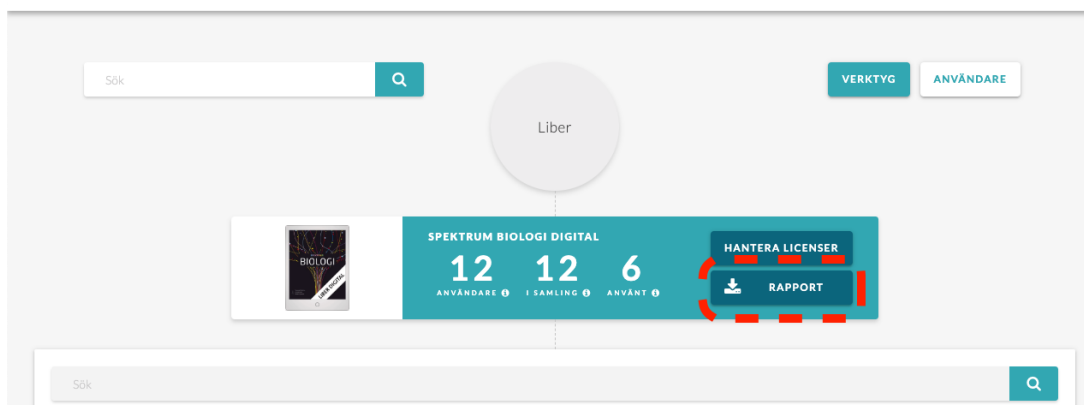 Sök
VERKTYG
ANVÄNDARE
Liber
BIOLOGI
LIBER DIGITAL
SPEKTRUM BIOLOGI DIGITAL
12 12 6
ANVÄNDARE I SAMLING ANVÄNT
HANTERA LICENSER
RAPPORT
Sök